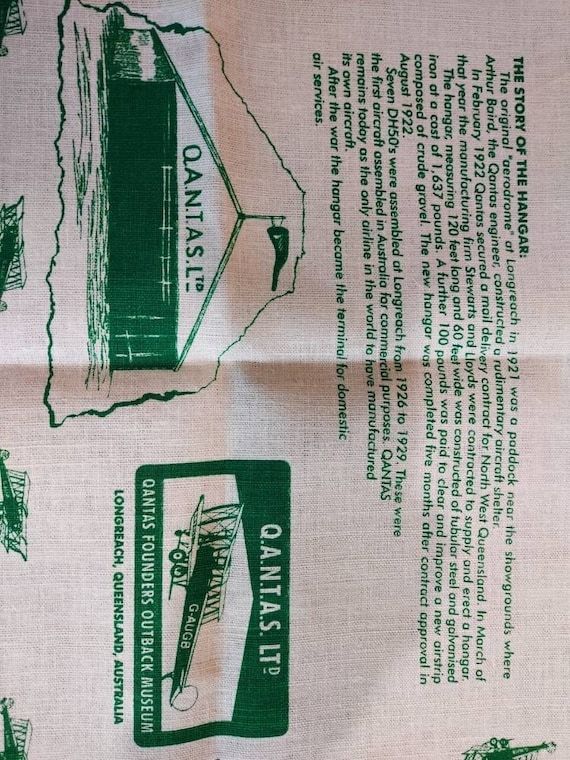 THE STORY OF THE HANGAR:
The original "aerodrome" at Longreach in 1921 was a paddock near the showgrounds where
Arthur Baird, the Qantas engineer, constructed a rudimentary aircraft shelter.
In February 1922 Qantas secured a mail delivery contract for North West Queensland. In March of
that year the manufacturing firm Stewarts and Lloyds were contracted to supply and erect a hangar.
The hangar, measuring 120 feet long and 60 feet wide was constructed of tubular steel and galvanised
iron at a cost of 1,637 pounds. A further 100 pounds was paid to clear and improve a new airstrip
composed of crude gravel. The new hangar was completed five months after contract approval in
August 1922.
Seven DH50's were assembled at Longreach from 1926 to 1929. These were
the first aircraft assembled in Australia for commercial purposes. QANTAS
remains today as the only airline in the world to have manufactured
its own aircraft.
After the war the hangar became the terminal for domestic
air services.
Q.A.N.T.A.S. LTD
Q.A.N.T.A.S. LTD
G-AUGB
QANTAS FOUNDERS OUTBACK MUSEUM
LONGREACH, QUEENSLAND, AUSTRALIA